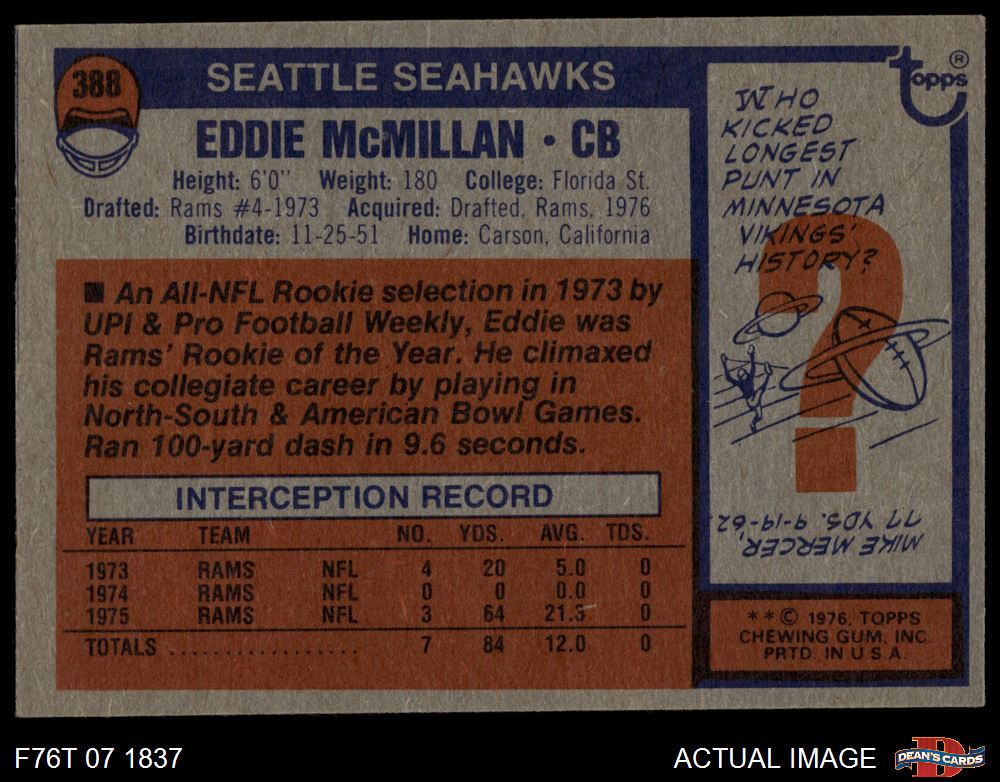 388
SEATTLE SEAHAWKS
EDDIE McMILLAN • CB
Height: 6'0" Weight: 180 College: Florida St.
Drafted: Rams #4-1973 Acquired: Drafted, Rams, 1976
Birthdate: 11-25-51 Home: Carson, California
■ An All-NFL Rookie selection in 1973 by
UPI & Pro Football Weekly, Eddie was
Rams' Rookie of the Year. He climaxed
his collegiate career by playing in
North-South & American Bowl Games.
Ran 100-yard dash in 9.6 seconds.
INTERCEPTION RECORD
YEAR TEAM NO. YDS. AVG. TDS.
1973 RAMS NFL 4 20 5.0 0
1974 RAMS NFL 0 0 0.0 0
1975 RAMS NFL 3 64 21.3 0
TOTALS ................. 7 84 12.0 0
topps ®
WHO
KICKED
LONGEST
PUNT IN
MINNESOTA
VIKINGS'
HISTORY?
?
MIKE MERCER,
77 YDS. 9-14-62.
**© 1976, TOPPS
CHEWING GUM, INC.
PRTD. IN U.S.A.
F76T 07 1837
ACTUAL IMAGE
D
DEAN'S CARDS